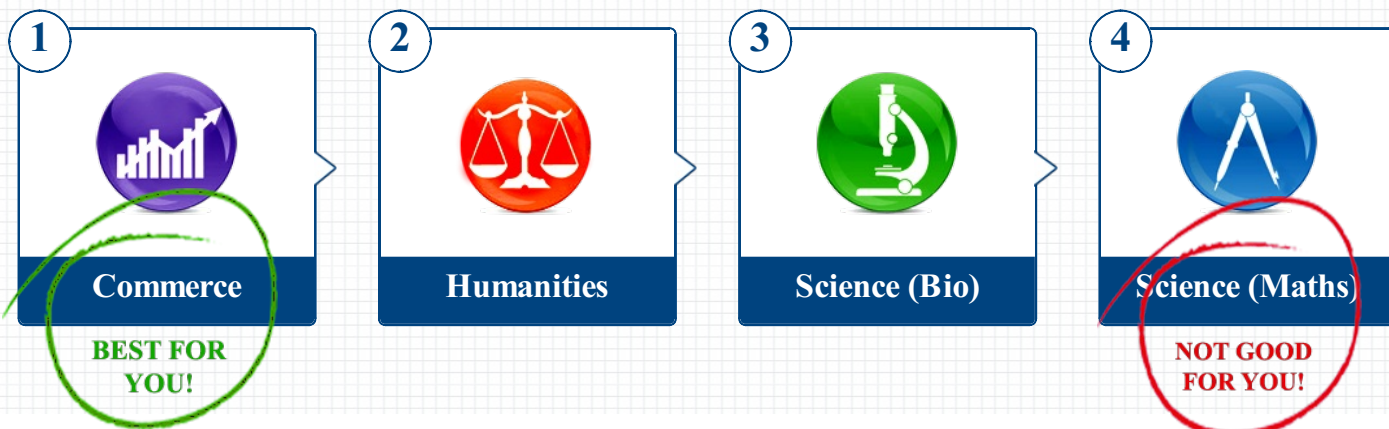 1
2
3
4
Commerce
Humanities
Science (Bio)
Science (Maths)
BEST FOR
YOU!
NOT GOOD
FOR YOU!